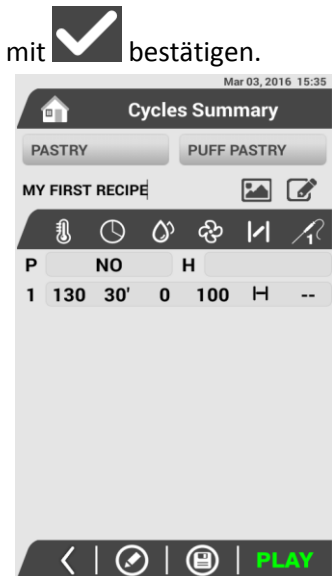 mit bestätigen.
Mar 03, 2016 15:35
Cycles Summary
PASTRY PUFF PASTRY
MY FIRST RECIPE
1
P NO H
1 130 30' 0 100 --
PLAY